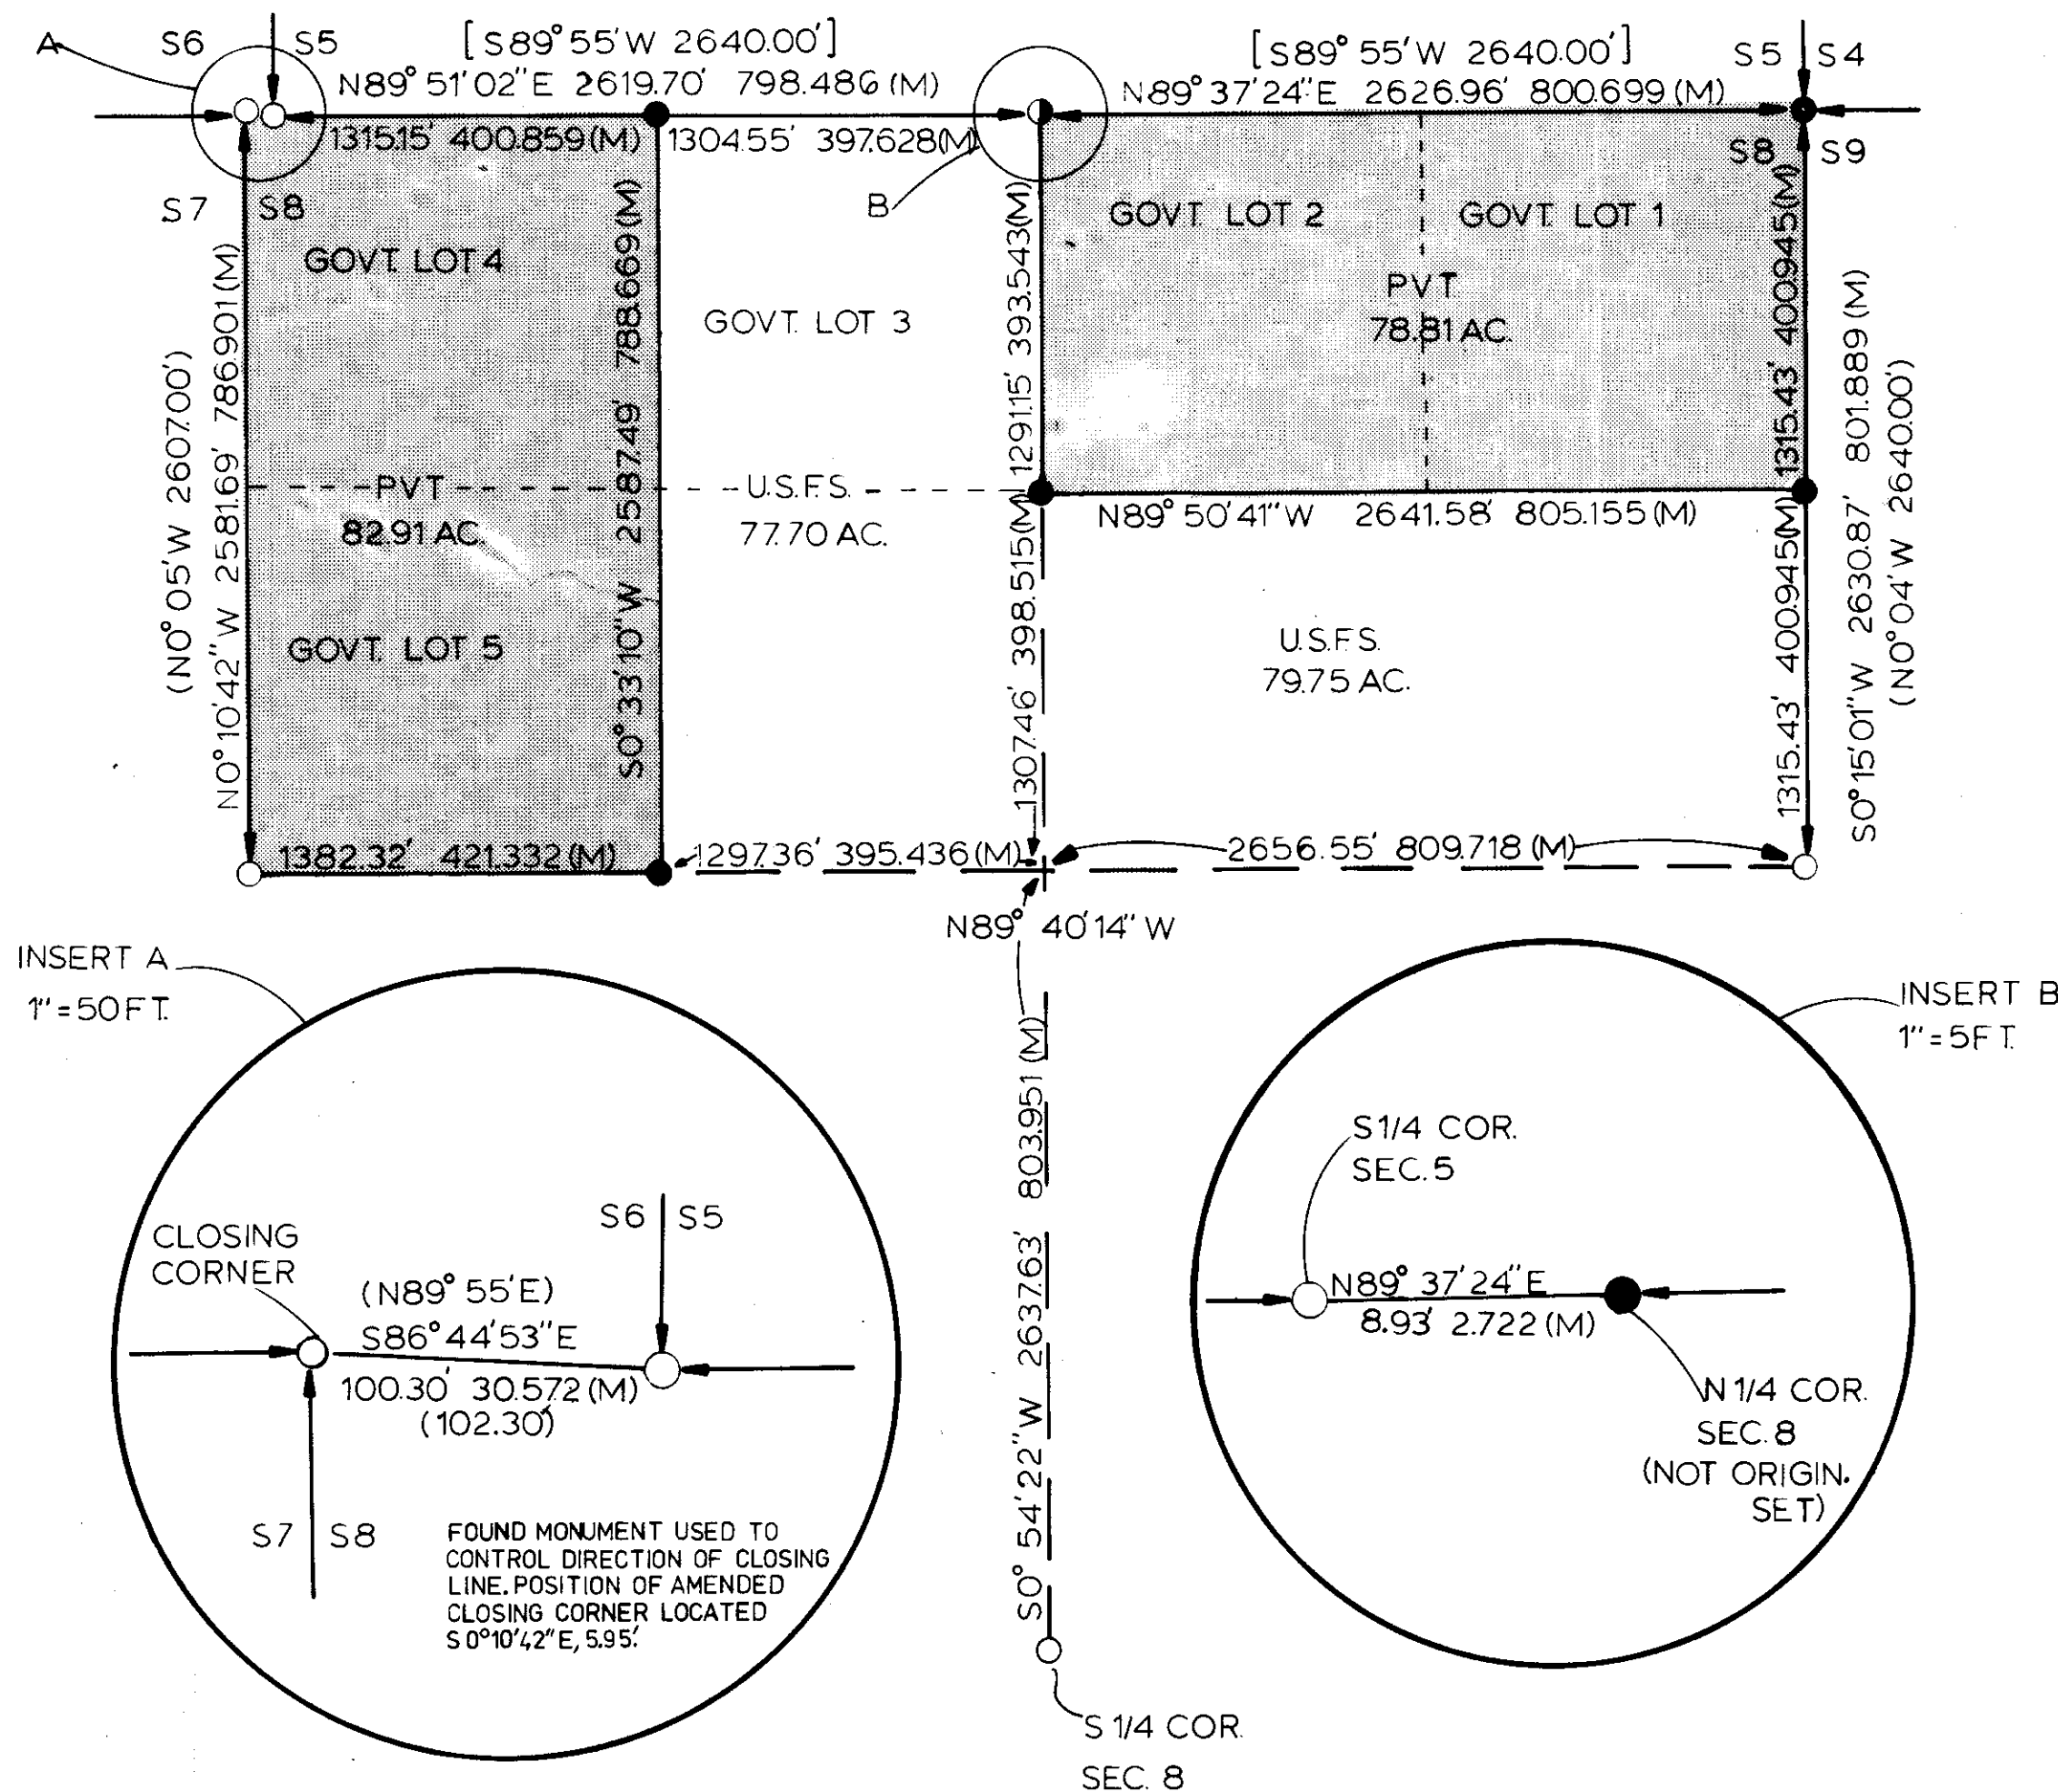 A
S6
S5
[S89° 55'W 2640.00']
N89° 51'02"E 2619.70' 798.486 (M)
[S89° 55'W 2640.00']
N89° 37'24"E 2626.96' 800.699 (M)
S5
S4
1315.15' 400.859(M)
1304.55' 397.628(M)
S8
S9
S7
S8
B
GOVT. LOT 4
GOVT. LOT 3
GOVT. LOT 2
GOVT. LOT 1
PVT
78.81 AC.
(N0° 05'W 2607.00')
N0° 10'42"W 2581.69' 786.901 (M)
S0° 33'10"W 2587.49' 788.669 (M)
1291.15' 393.543(M)
1315.43' 400.945(M)
S0° 15'01"W 2630.87' 801.889 (M)
(N0° 04'W 2640.00')
PVT
82.91 AC.
U.S.F.S.
77.70 AC.
N89° 50'41"W 2641.58' 805.155 (M)
GOVT. LOT 5
1307.46' 398.515(M)
U.S.F.S.
79.75 AC.
1315.43' 400.945(M)
1382.32' 421.332 (M)
1297.36' 395.436(M)
2656.55' 809.718 (M)
N89° 40'14" W
INSERT A
1"=50FT.
INSERT B
1"=5FT.
S0° 54'22"W 2637.63' 803.951 (M)
CLOSING
CORNER
S6
S5
(N89° 55'E)
S86° 44'53"E
100.30' 30.572 (M)
(102.30')
S7
S8
FOUND MONUMENT USED TO
CONTROL DIRECTION OF CLOSING
LINE. POSITION OF AMENDED
CLOSING CORNER LOCATED
S 0°10'42"E, 5.95'.
S1/4 COR.
SEC. 5
N89° 37'24"E
8.93' 2.722 (M)
N 1/4 COR.
SEC. 8
(NOT ORIGIN.
SET)
S 1/4 COR.
SEC. 8